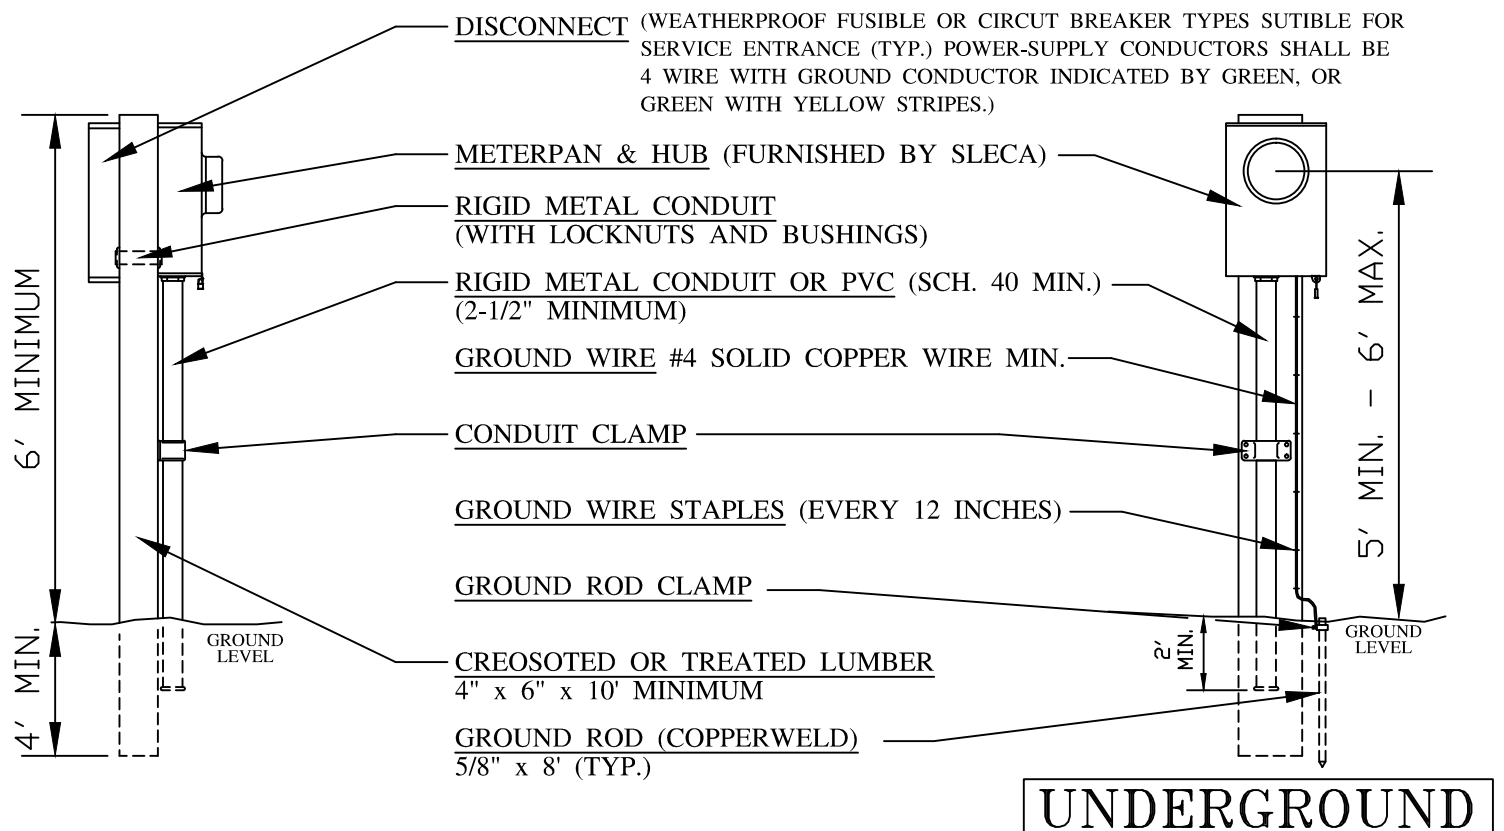 DISCONNECT (WEATHERPROOF FUSIBLE OR CIRCUT BREAKER TYPES SUTIBLE FOR
SERVICE ENTRANCE (TYP.) POWER-SUPPLY CONDUCTORS SHALL BE
4 WIRE WITH GROUND CONDUCTOR INDICATED BY GREEN, OR
GREEN WITH YELLOW STRIPES.)
METERPAN & HUB (FURNISHED BY SLECA)
RIGID METAL CONDUIT
(WITH LOCKNUTS AND BUSHINGS)
RIGID METAL CONDUIT OR PVC (SCH. 40 MIN.)
(2-1/2" MINIMUM)
GROUND WIRE #4 SOLID COPPER WIRE MIN.
CONDUIT CLAMP
GROUND WIRE STAPLES (EVERY 12 INCHES)
GROUND ROD CLAMP
CREOSOTED OR TREATED LUMBER
4" x 6" x 10' MINIMUM
GROUND ROD (COPPERWELD)
5/8" x 8' (TYP.)
6' MINIMUM
4' MIN.
GROUND
LEVEL
5' MIN. - 6' MAX.
2'
MIN.
GROUND
LEVEL
UNDERGROUND